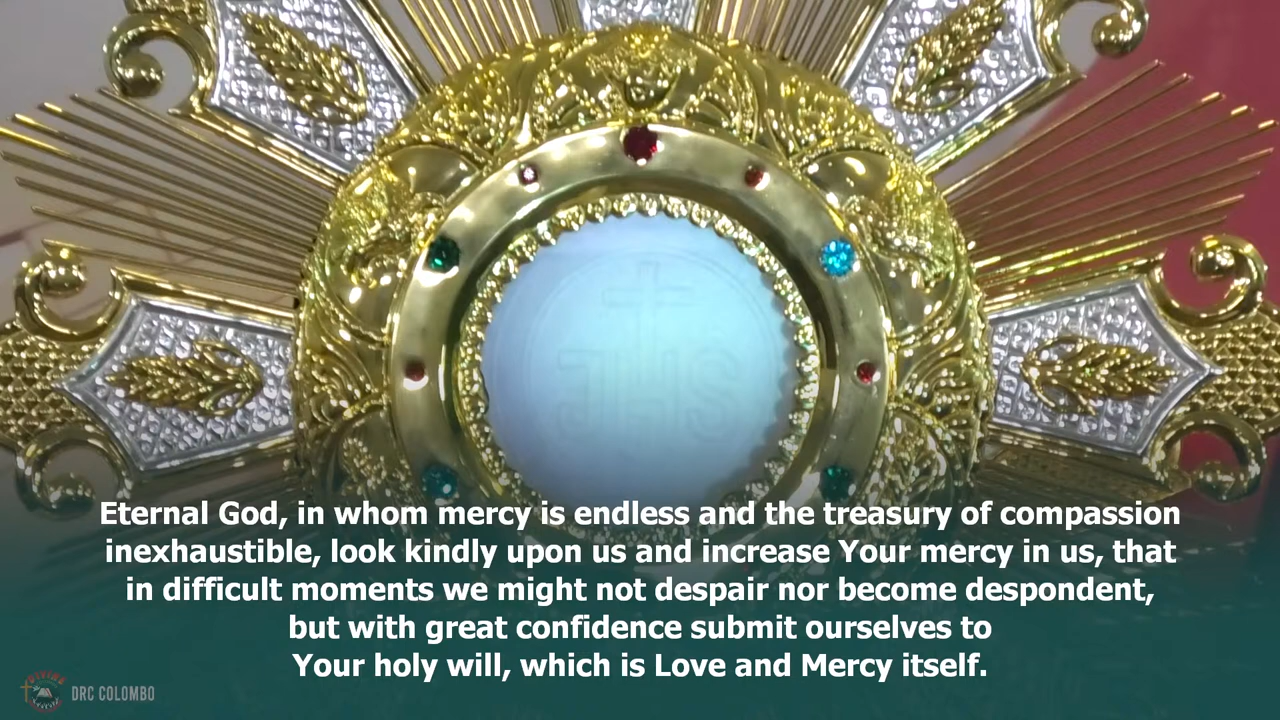 JHS
Eternal God, in whom mercy is endless and the treasury of compassion
inexhaustible, look kindly upon us and increase Your mercy in us, that
in difficult moments we might not despair nor become despondent,
but with great confidence submit ourselves to
Your holy will, which is Love and Mercy itself.
DIVINE
DRC COLOMBO